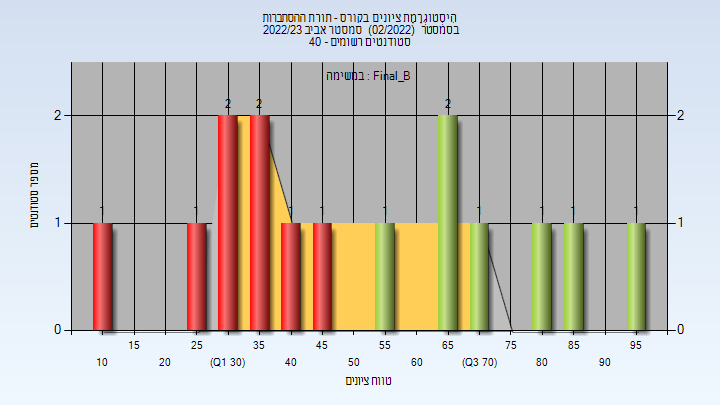 היסטוגרמת ציונים בקורס - תורת ההסתברות
בסמסטר (02/2022) סמסטר אביב 2022/23
סטודנטים רשומים - 40
במשימה : Final_B
מספר סטודנטים
2 2
1 1
0 0
2 2 2
1 1 1 1 1 1 1 1 1
15 25 35 45 55 65 75 85 95
10 20 (Q1 30) 40 50 60 (Q3 70) 80 90
טווח ציונים